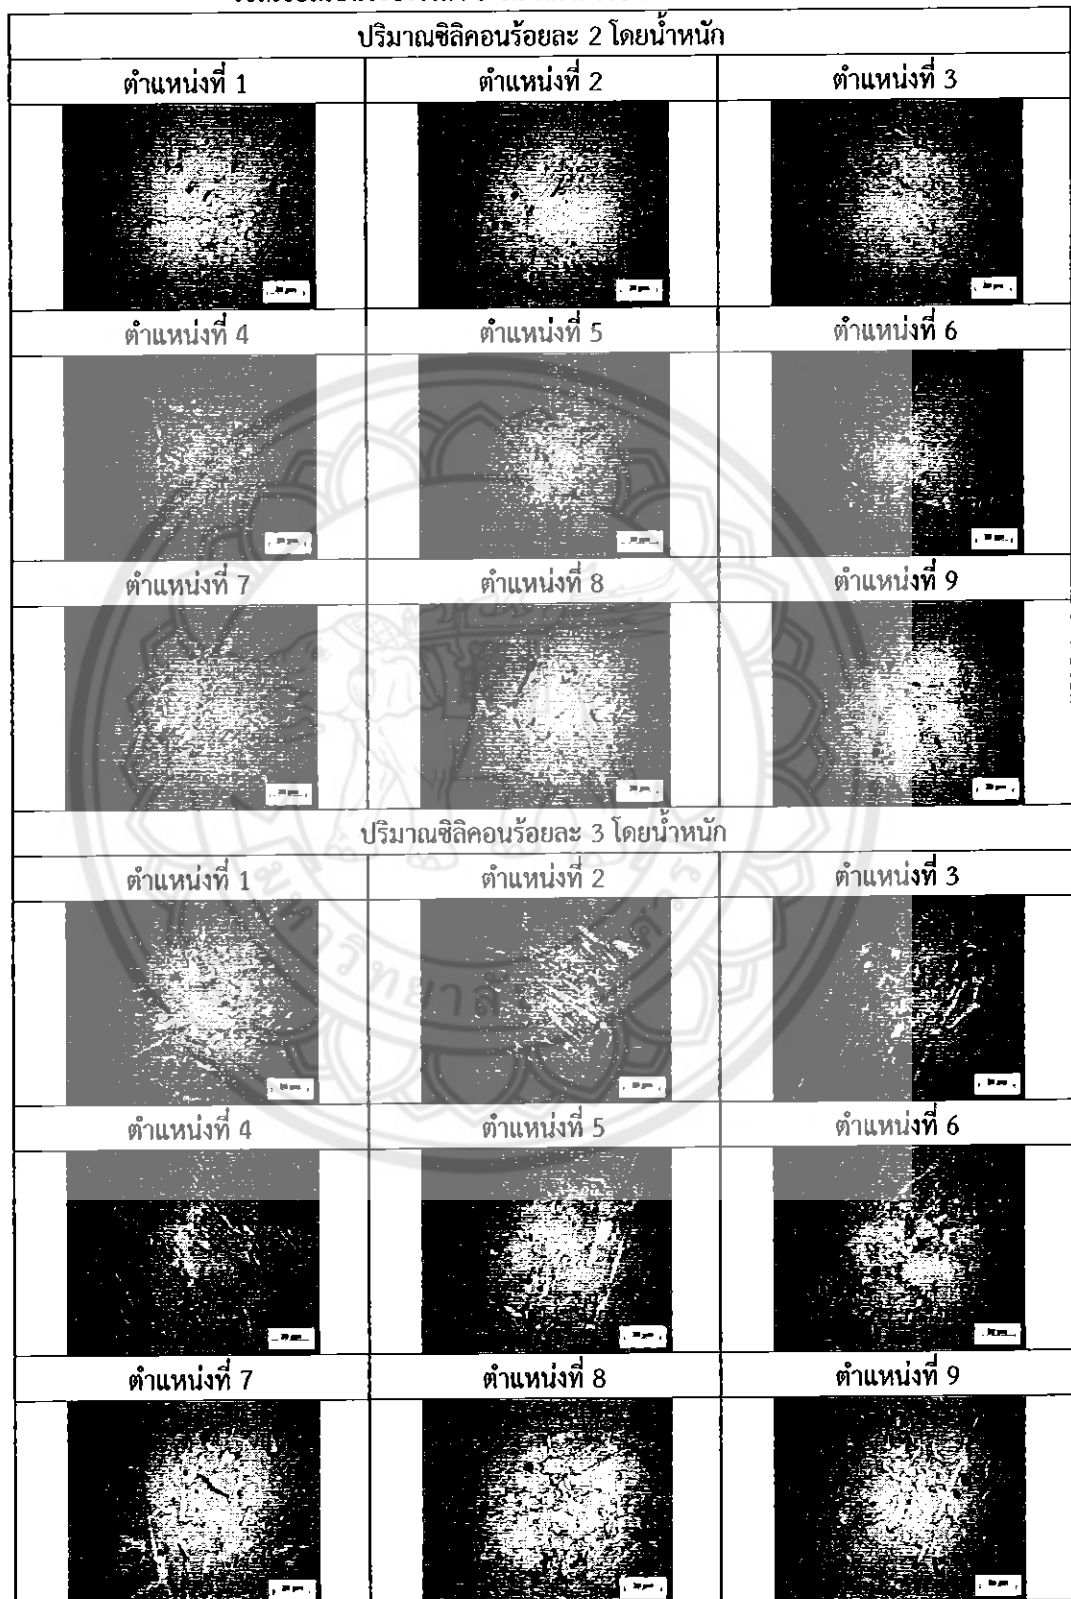 ปริมาณซิลิคอนร้อยละ 2 โดยน้ำหนัก
ตำแหน่งที่ 1 ตำแหน่งที่ 2 ตำแหน่งที่ 3
ตำแหน่งที่ 4 ตำแหน่งที่ 5 ตำแหน่งที่ 6
ตำแหน่งที่ 7 ตำแหน่งที่ 8 ตำแหน่งที่ 9
ปริมาณซิลิคอนร้อยละ 3 โดยน้ำหนัก
ตำแหน่งที่ 1 ตำแหน่งที่ 2 ตำแหน่งที่ 3
ตำแหน่งที่ 4 ตำแหน่งที่ 5 ตำแหน่งที่ 6
ตำแหน่งที่ 7 ตำแหน่งที่ 8 ตำแหน่งที่ 9